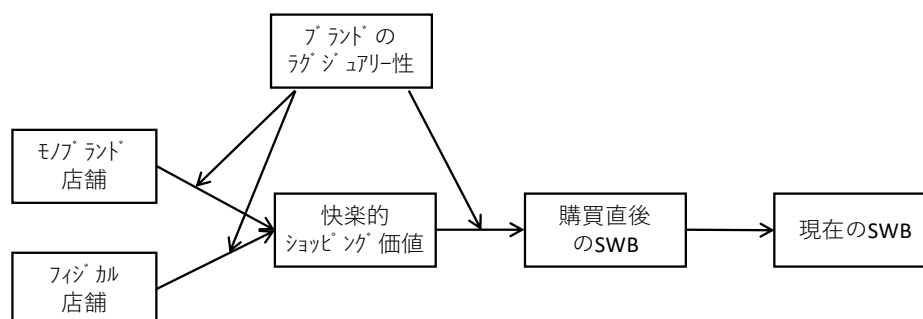 ﾌﾞﾗﾝﾄﾞの
ﾗｸﾞｼﾞｭｱﾘｰ性
ﾓﾉﾌﾞﾗﾝﾄﾞ
店舗
快楽的
ｼｮｯﾋﾟﾝｸﾞ価値
購買直後
のSWB
現在のSWB
ﾌｨｼﾞｶﾙ
店舗